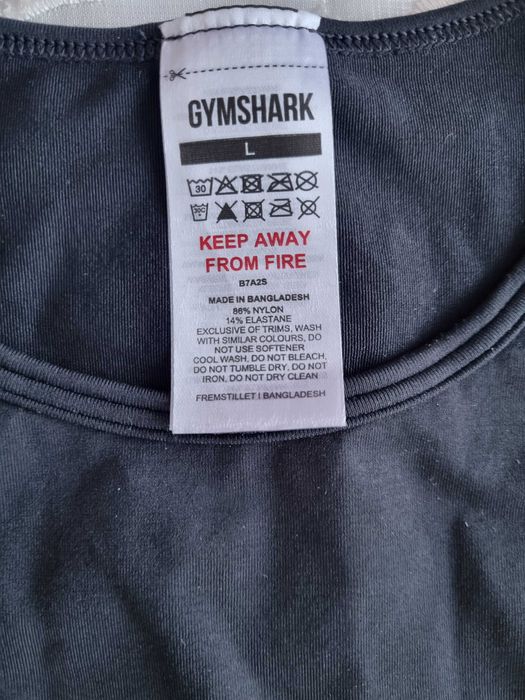 GYMSHARK
L
30
30C
KEEP AWAY
FROM FIRE
B7A2S
MADE IN BANGLADESH
86% NYLON
14% ELASTANE
EXCLUSIVE OF TRIMS, WASH
WITH SIMILAR COLOURS, DO
NOT USE SOFTENER
COOL WASH, DO NOT BLEACH,
DO NOT TUMBLE DRY, DO NOT
IRON, DO NOT DRY CLEAN
FREMSTILLET I BANGLADESH